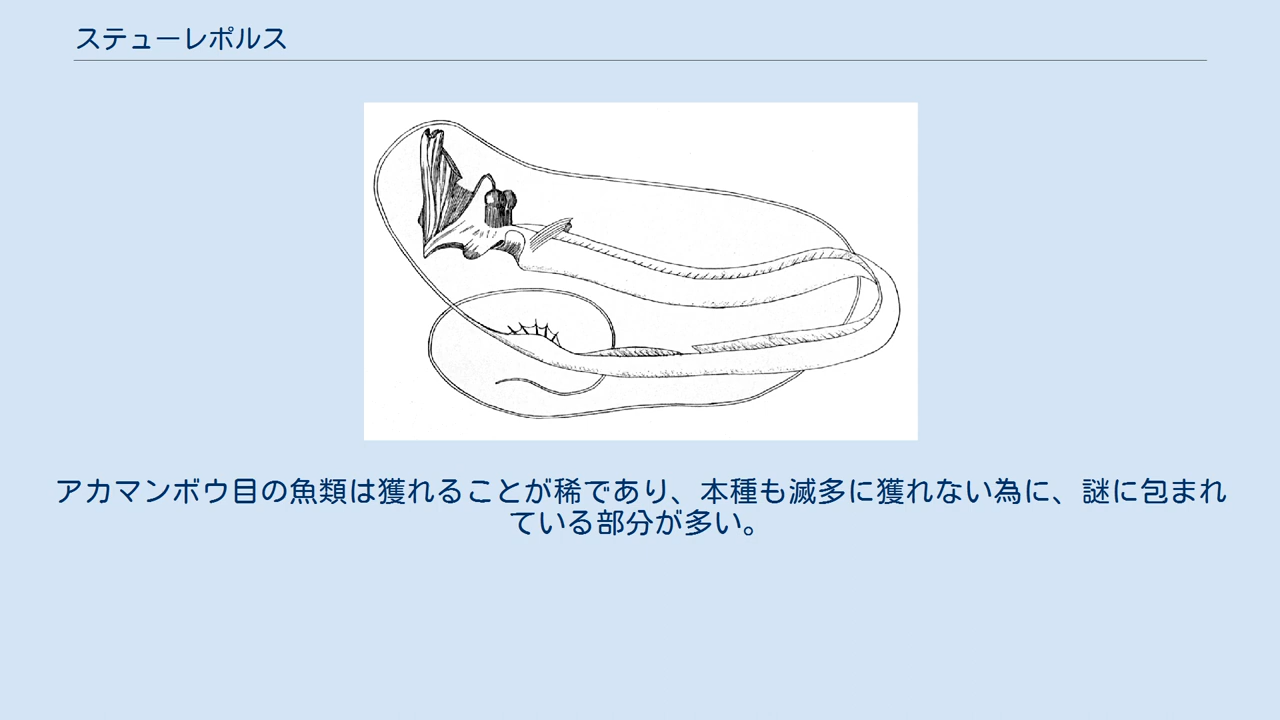 ステューレポルス
アカマンボウ目の魚類は獲れることが稀であり、本種も滅多に獲れない為に、謎に包まれ
ている部分が多い。